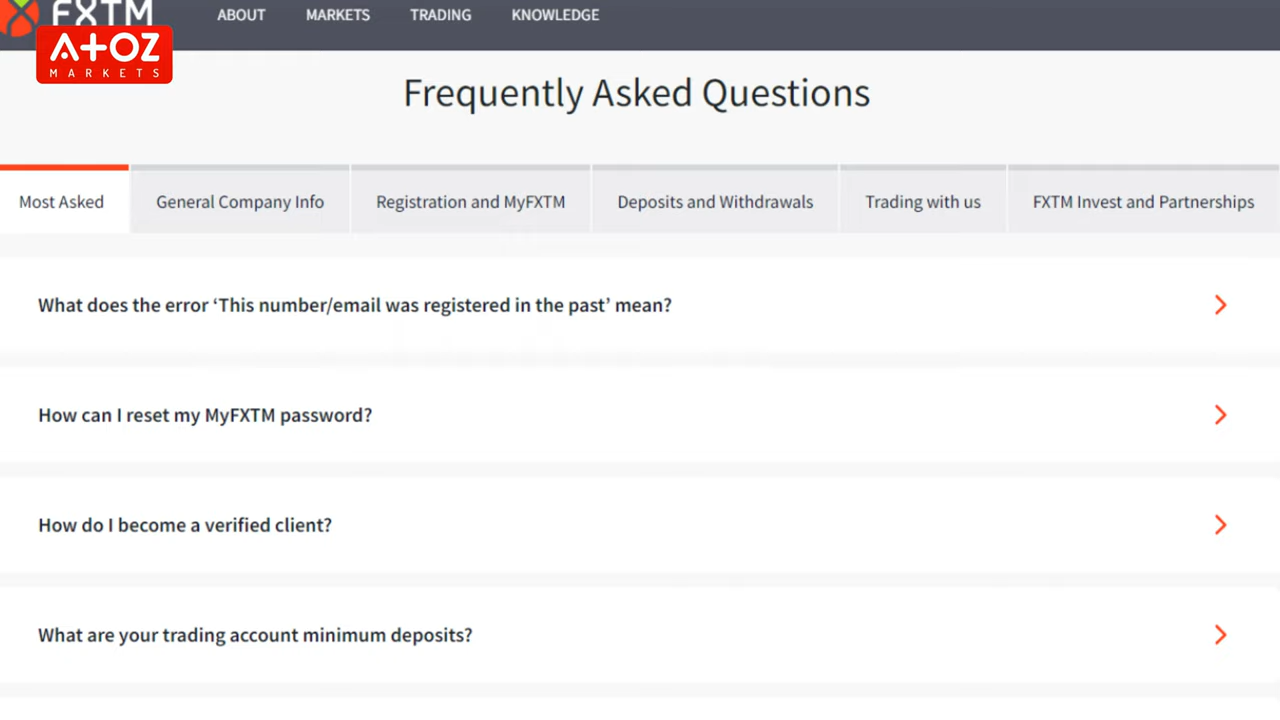 FXTM
ABOUT MARKETS TRADING KNOWLEDGE
A+OZ
MARKETS
Frequently Asked Questions
Most Asked General Company Info Registration and MyFXTM Deposits and Withdrawals Trading with us FXTM Invest and Partnerships
What does the error ‘This number/email was registered in the past’ mean?
How can I reset my MyFXTM password?
How do I become a verified client?
What are your trading account minimum deposits?